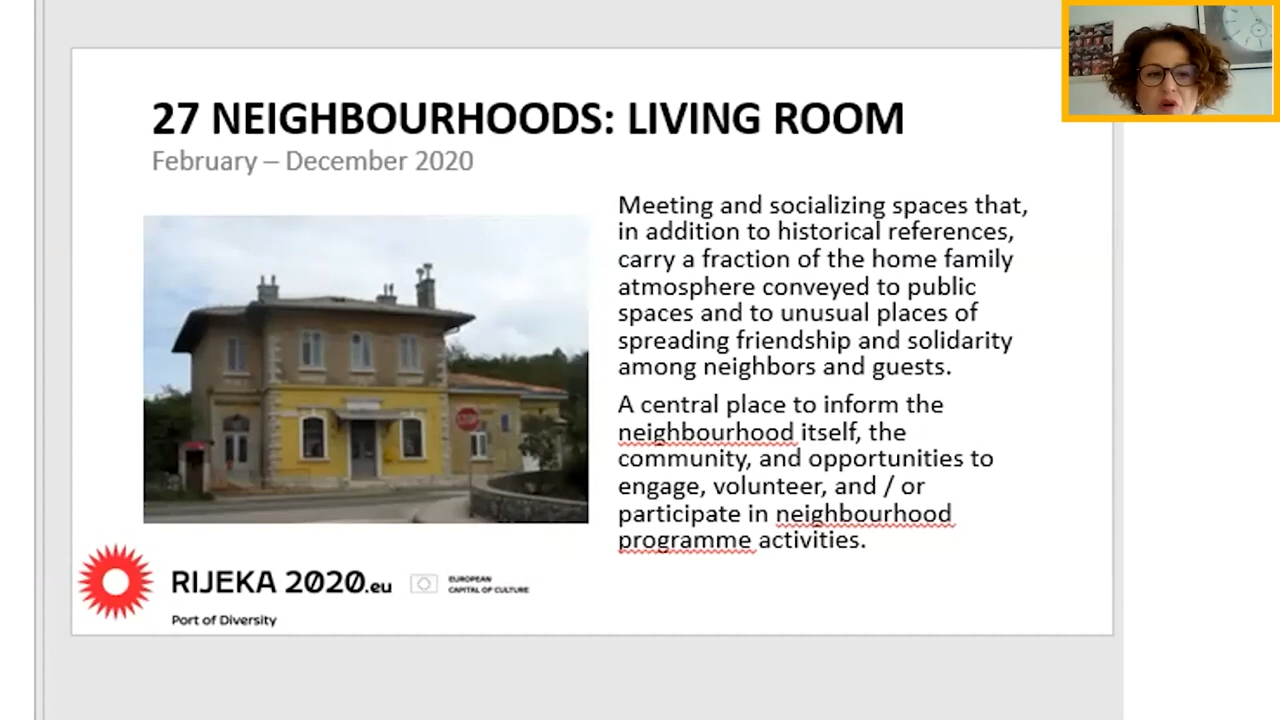 27 NEIGHBOURHOODS: LIVING ROOM
February – December 2020
Meeting and socializing spaces that,
in addition to historical references,
carry a fraction of the home family
atmosphere conveyed to public
spaces and to unusual places of
spreading friendship and solidarity
among neighbors and guests.
A central place to inform the
neighbourhood itself, the
community, and opportunities to
engage, volunteer, and / or
participate in neighbourhood
programme activities.
STOP
RIJEKA 2020.eu
EUROPEAN
CAPITAL OF CULTURE
Port of Diversity